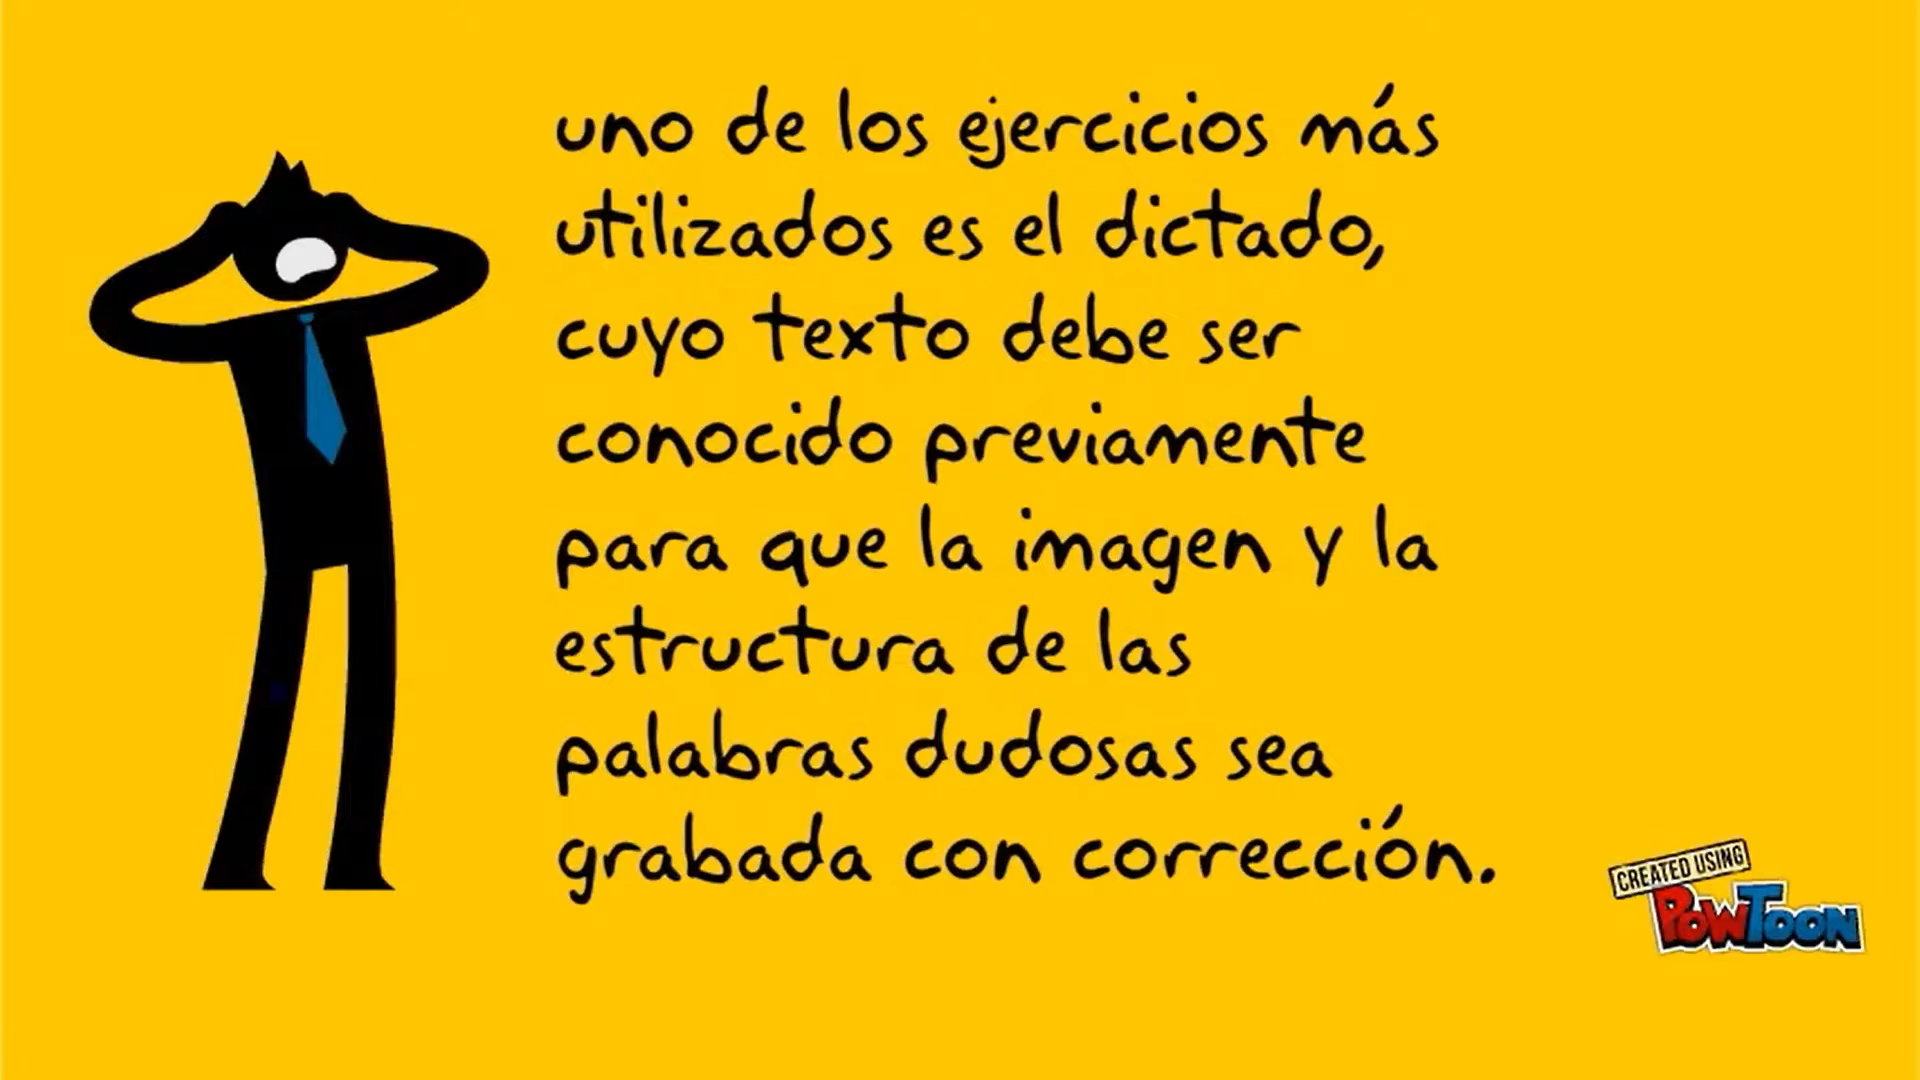 uno de los ejercicios más
utilizados es el dictado,
cuyo texto debe ser
conocido previamente
para que la imagen y la
estructura de las
palabras dudosas sea
grabada con corrección.
CREATED USING
POWTOON